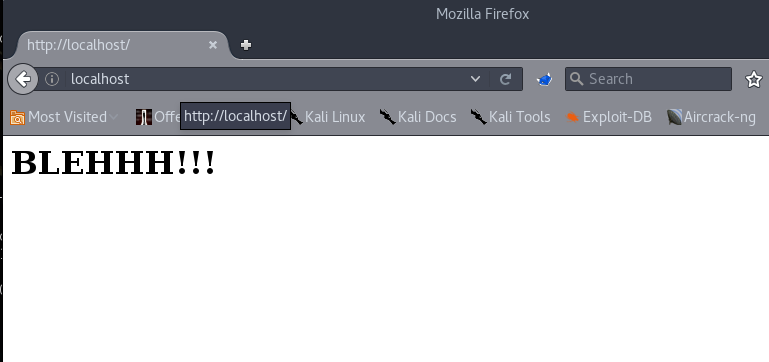 Mozilla Firefox
http://localhost/
localhost
Search
Most Visited
Offe
http://localhost/
Kali Linux
Kali Docs
Kali Tools
Exploit-DB
Aircrack-ng
BLEHHH!!!